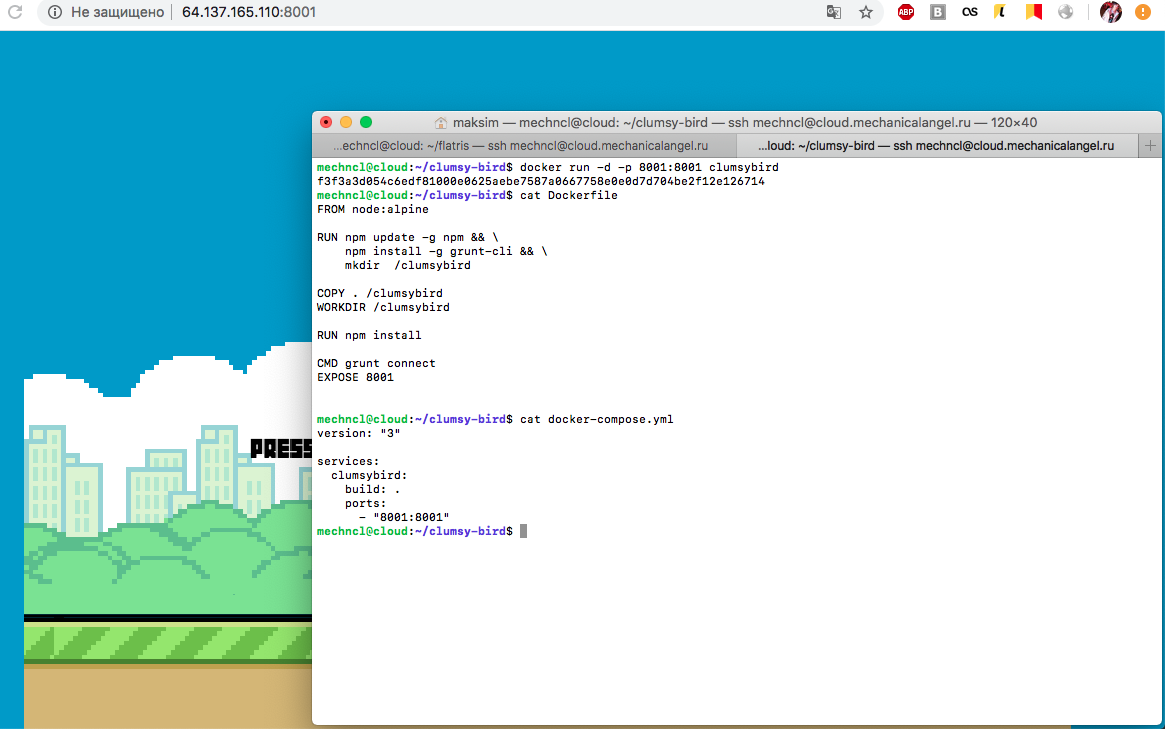 Не защищено
64.137.165.110:8001
ABP
B
as
PRESS
maksim — mechncl@cloud: ~/clumsy-bird — ssh mechncl@cloud.mechanicalangel.ru — 120×40
...echncl@cloud: ~/flatris — ssh mechncl@cloud.mechanicalangel.ru
...loud: ~/clumsy-bird — ssh mechncl@cloud.mechanicalangel.ru
mechncl@cloud:~/clumsy-bird$ docker run -d -p 8001:8001 clumsybird
f3f3a3d054c6edf81000e0625aebe7587a0667758e0e0d7d704be2f12e126714
mechncl@cloud:~/clumsy-bird$ cat Dockerfile
FROM node:alpine
RUN npm update -g npm && \
    npm install -g grunt-cli && \
    mkdir  /clumsybird
COPY . /clumsybird
WORKDIR /clumsybird
RUN npm install
CMD grunt connect
EXPOSE 8001
mechncl@cloud:~/clumsy-bird$ cat docker-compose.yml
version: "3"
services:
  clumsybird:
    build: .
    ports:
      - "8001:8001"
mechncl@cloud:~/clumsy-bird$